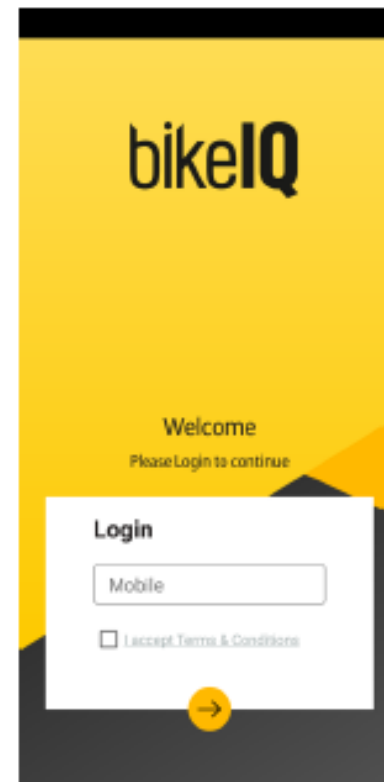 bikeIQ
Welcome
Please Login to continue
Login
Mobile
I accept Terms & Conditions